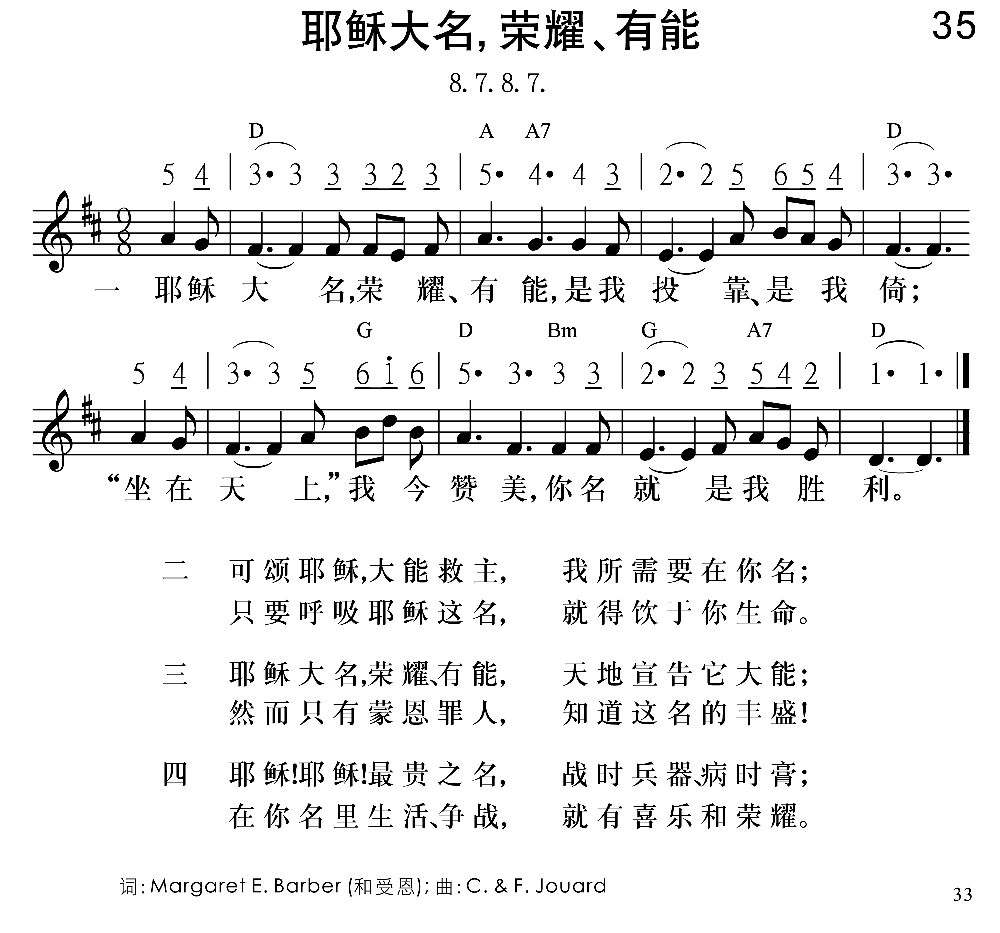 耶稣大名,荣耀、有能 35
8. 7. 8. 7.
D A A7 D
5 4 | 3• 3 3 3 2 3 | 5• 4• 4 3 | 2• 2 5 6 5 4 | 3• 3•
9 8
一 耶稣 大 名,荣 耀、有 能,是我 投 靠、是 我 倚;
G D Bm G A7 D
5 4 | 3• 3 5 6 i 6 | 5• 3• 3 3 | 2• 2 3 5 4 2 | 1• 1•
“坐在 天 上,”我 今 赞 美,你名 就 是我 胜 利。
二 可颂耶稣,大能救主, 我所需要在你名;
只要呼吸耶稣这名, 就得饮于你生命。
三 耶稣大名,荣耀、有能, 天地宣告它大能;
然而只有蒙恩罪人, 知道这名的丰盛!
四 耶稣!耶稣!最贵之名, 战时兵器、病时膏;
在你名里生活、争战, 就有喜乐和荣耀。
词: Margaret E. Barber (和受恩); 曲: C. & F. Jouard
33